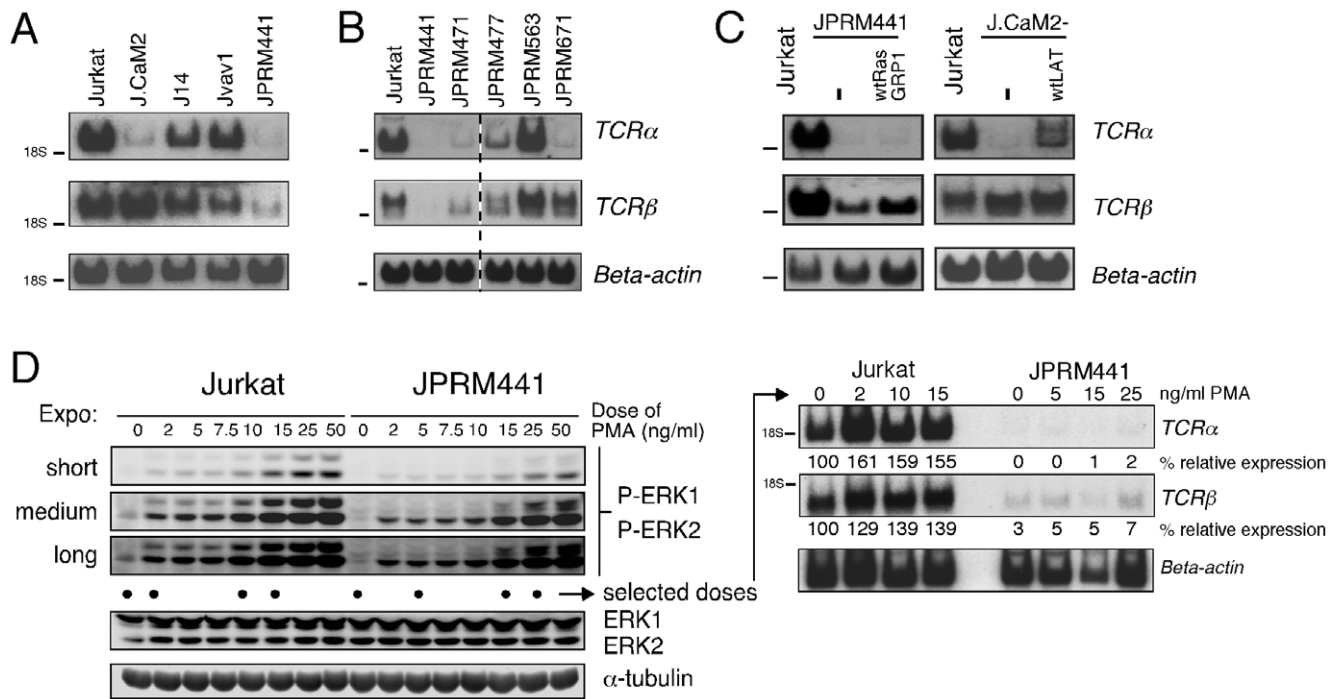 A
Jurkat
J.CaM2
J14
Jvav1
JPRM441
18S
18S
18S
B
Jurkat
JPRM441
JPRM471
JPRM477
JPRM563
JPRM671
TCRα
TCRβ
Beta-actin
C
JPRM441
J.CaM2-
Jurkat
-
wtRas
GRP1
Jurkat
-
wtLAT
TCRα
TCRβ
Beta-actin
D
Jurkat JPRM441
Expo:
0 2 5 7.5 10 15 25 50 0 2 5 7.5 10 15 25 50
Dose of
PMA (ng/ml)
short
medium
long
P-ERK1
P-ERK2
selected doses
ERK1
ERK2
α-tubulin
Jurkat JPRM441
0 2 10 15 0 5 15 25 ng/ml PMA
18S TCRα
100 161 159 155 0 0 1 2 % relative expression
18S TCRβ
100 129 139 139 3 5 5 7 % relative expression
Beta-actin